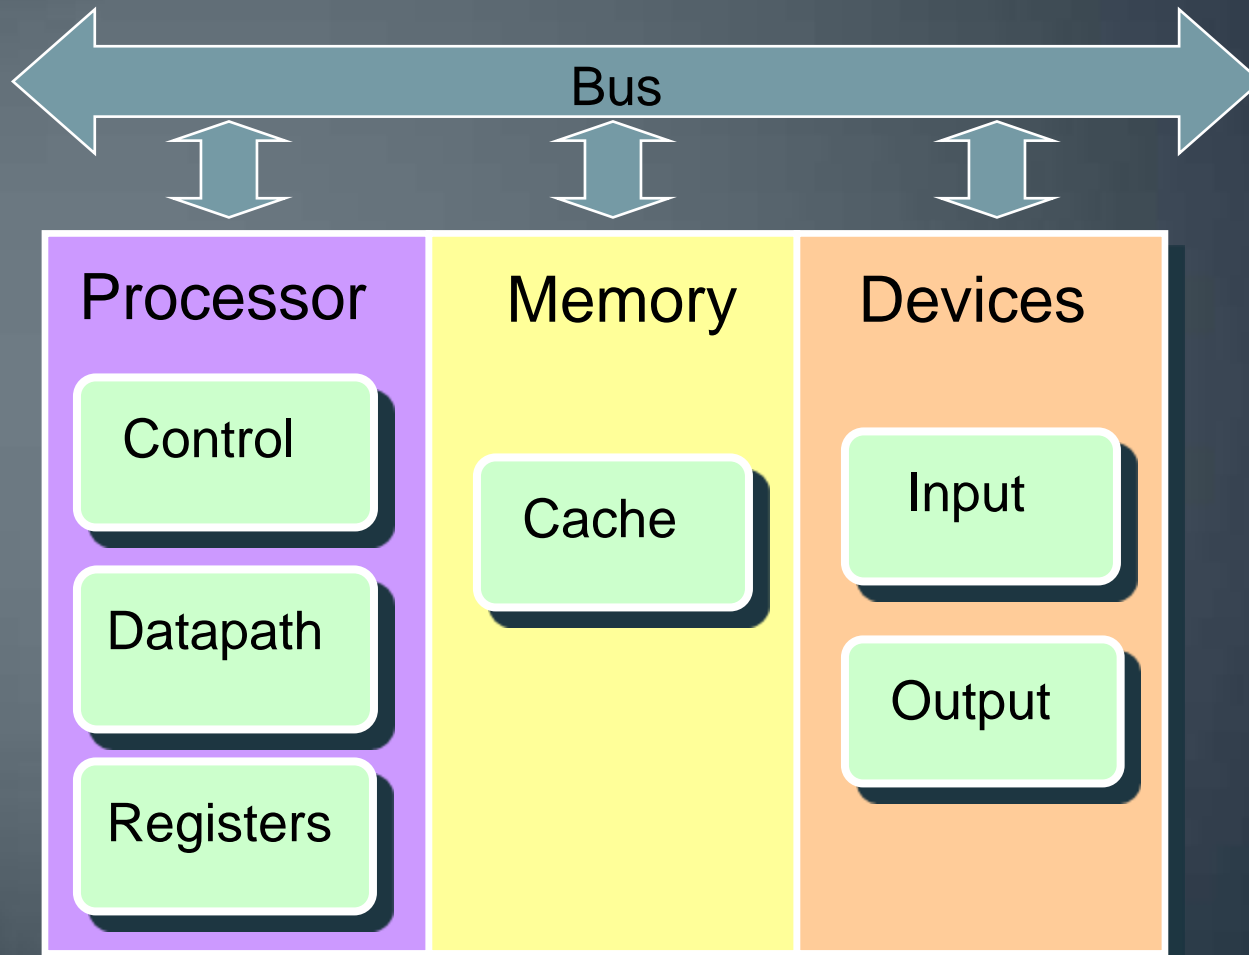 Bus
Processor
Control
Datapath
Registers
Memory
Cache
Devices
Input
Output